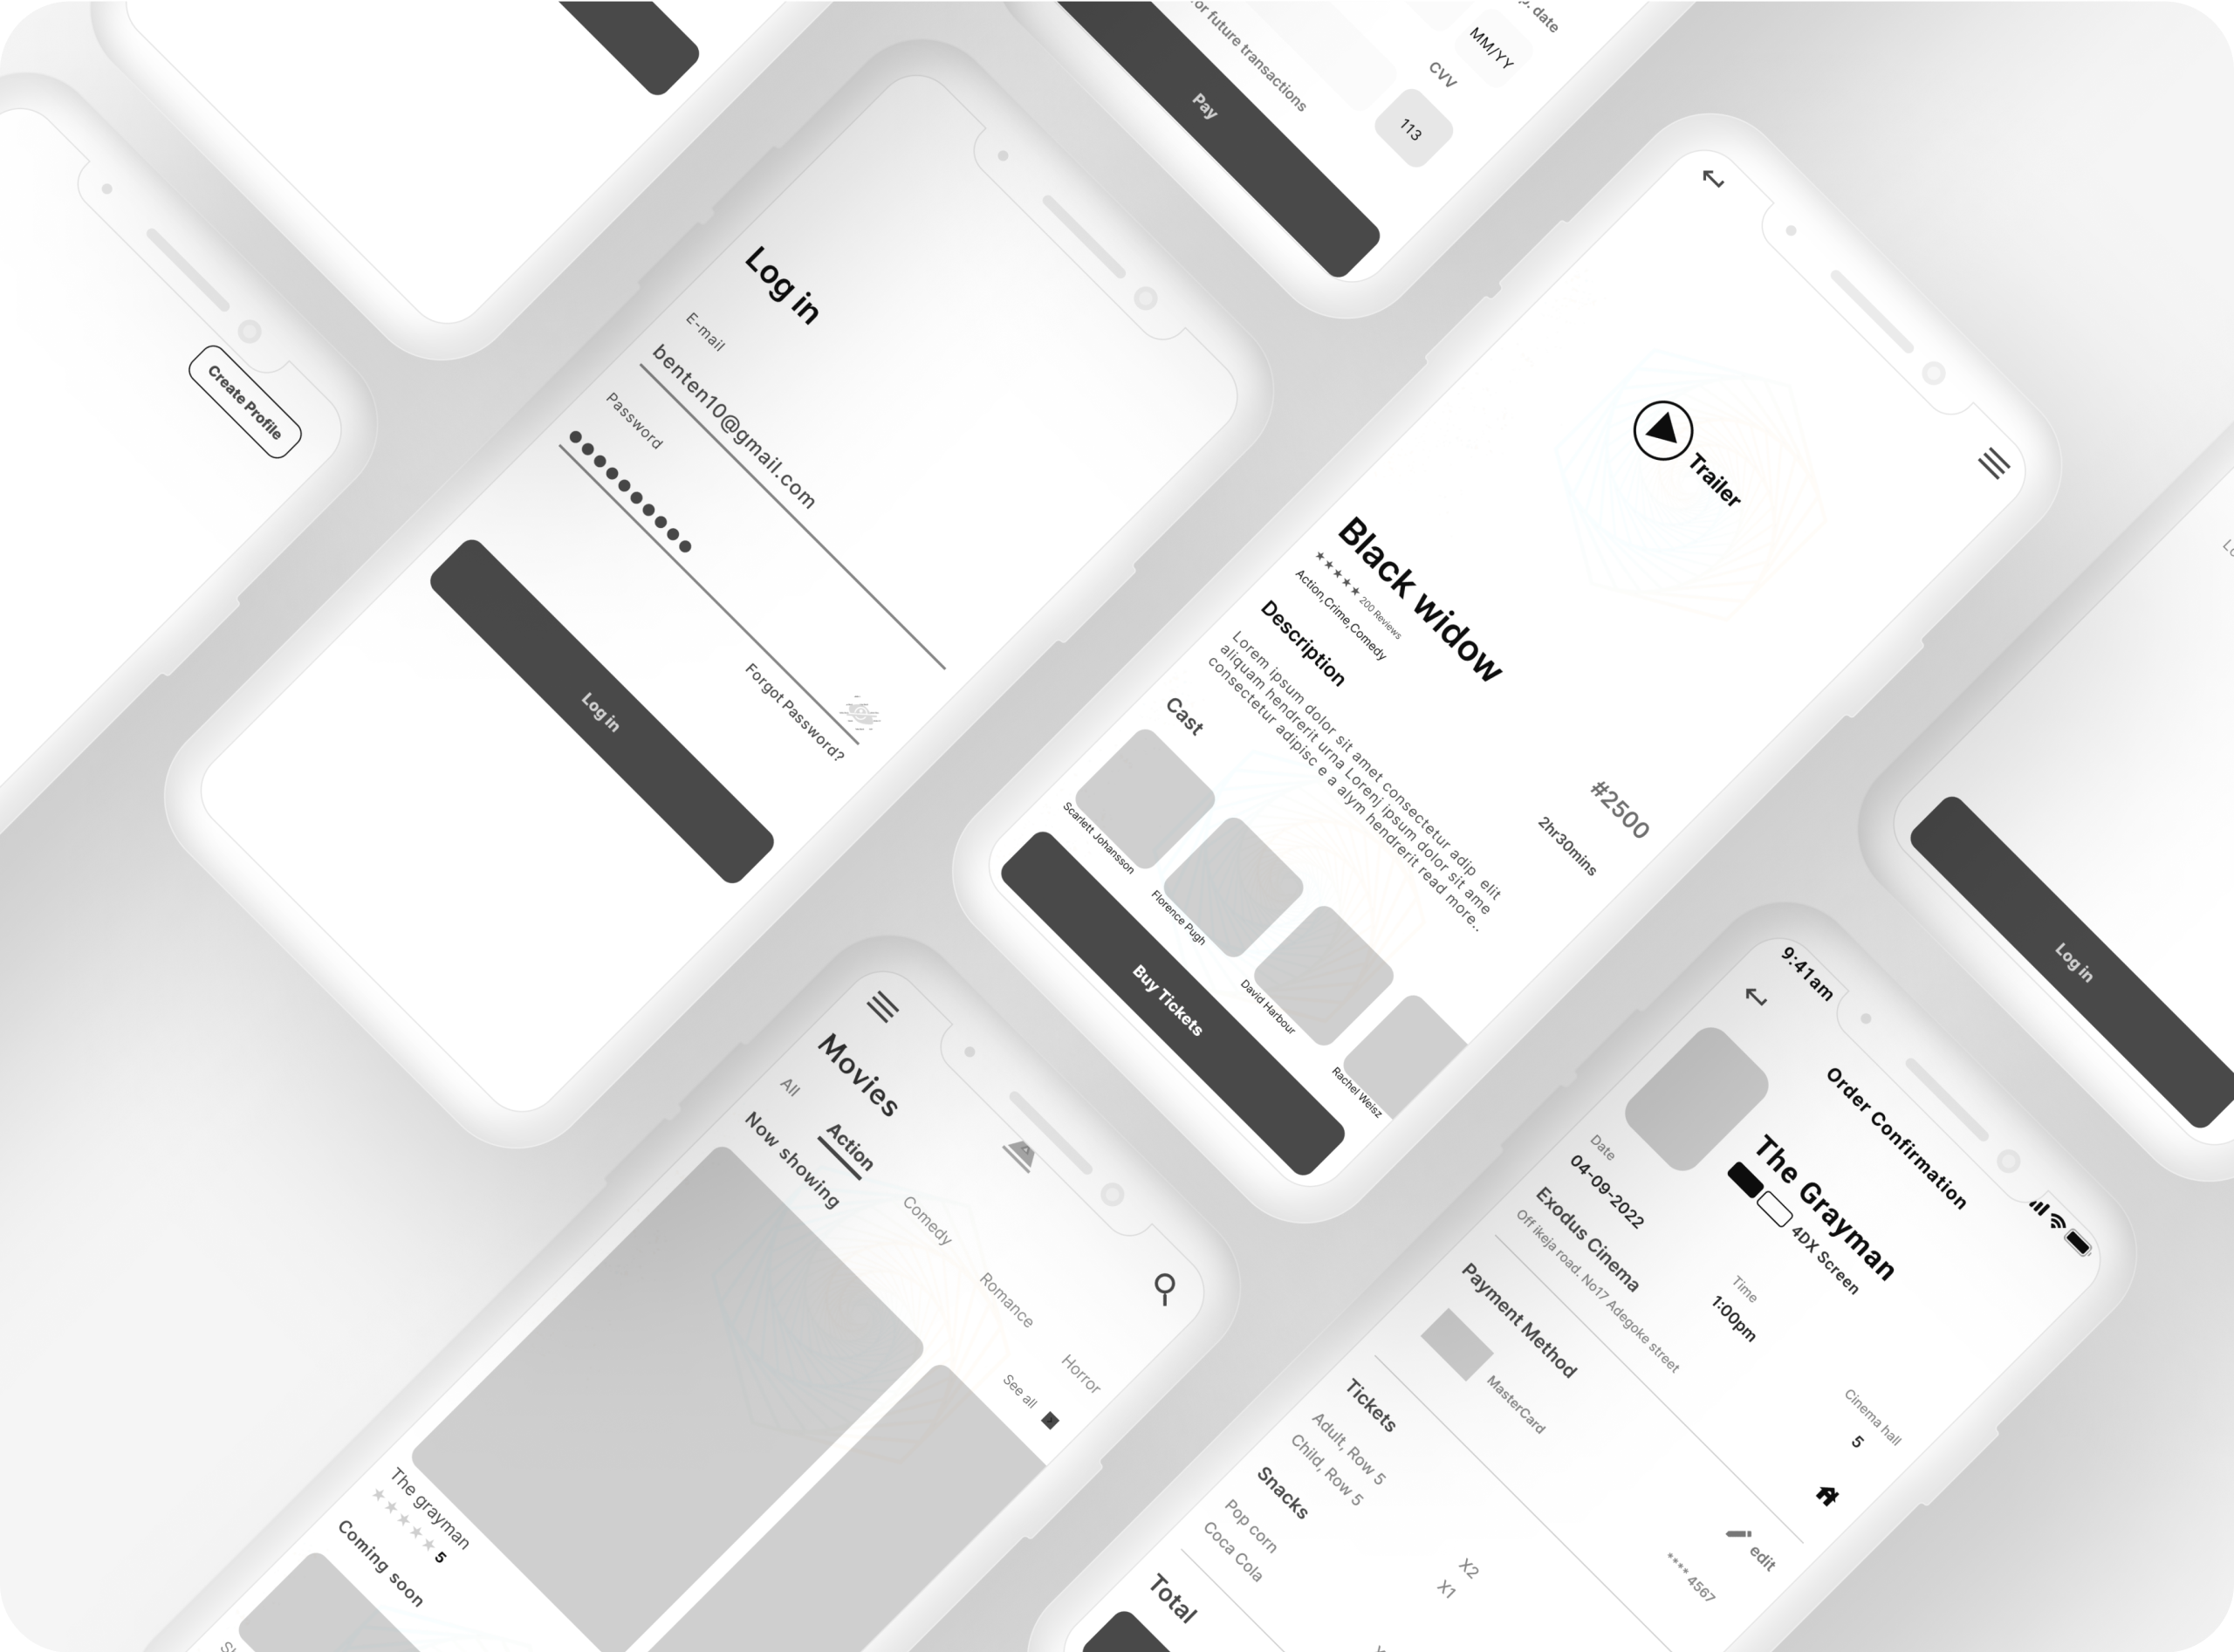 Create Profile
Log in
E-mail
benten10@gmail.com
Password
Forgot Password?
Log in
date
MM/YY
CVV
113
for future transactions
Pay
Trailer
Black widow
200 Reviews
Action,Crime,Comedy
#2500
2hr30mins
Description
Lorem ipsum dolor sit amet consectetur adip elit
aliquam hendrerit urna Lorenj ipsum dolor sit ame
consectetur adipisc e a alym hendrerit read more..
Cast
Scarlett Johansson
Florence Pugh
David Harbour
Rachel Weisz
Buy Tickets
Log in
Movies
All
Action
Comedy
Romance
Horror
Now showing
See all
The grayman
5
Coming soon
9:41am
Order Confirmation
The Grayman
4DX Screen
Date
04-09-2022
Time
1:00pm
Cinema hall
5
Exodus Cinema
Off ikeja road. No17 Adegoke street
Payment Method
edit
MasterCard
**** 4567
Tickets
Adult, Row 5
Child, Row 5
X2
X1
Snacks
Pop corn
Coca Cola
Total